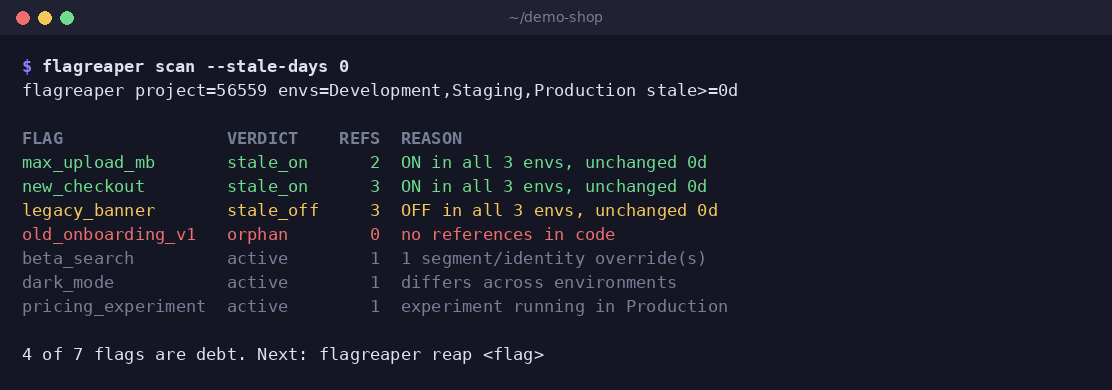 ~/demo-shop
$ flagreaper scan --stale-days 0
flagreaper project=56559 envs=Development,Staging,Production stale>=0d
FLAG VERDICT REFS REASON
max_upload_mb stale_on 2 ON in all 3 envs, unchanged 0d
new_checkout stale_on 3 ON in all 3 envs, unchanged 0d
legacy_banner stale_off 3 OFF in all 3 envs, unchanged 0d
old_onboarding_v1 orphan 0 no references in code
beta_search active 1 1 segment/identity override(s)
dark_mode active 1 differs across environments
pricing_experiment active 1 experiment running in Production
4 of 7 flags are debt. Next: flagreaper reap <flag>